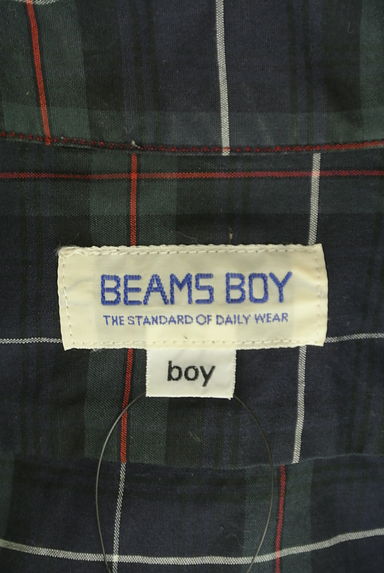 BEAMS BOY
THE STANDARD OF DAILY WEAR
boy